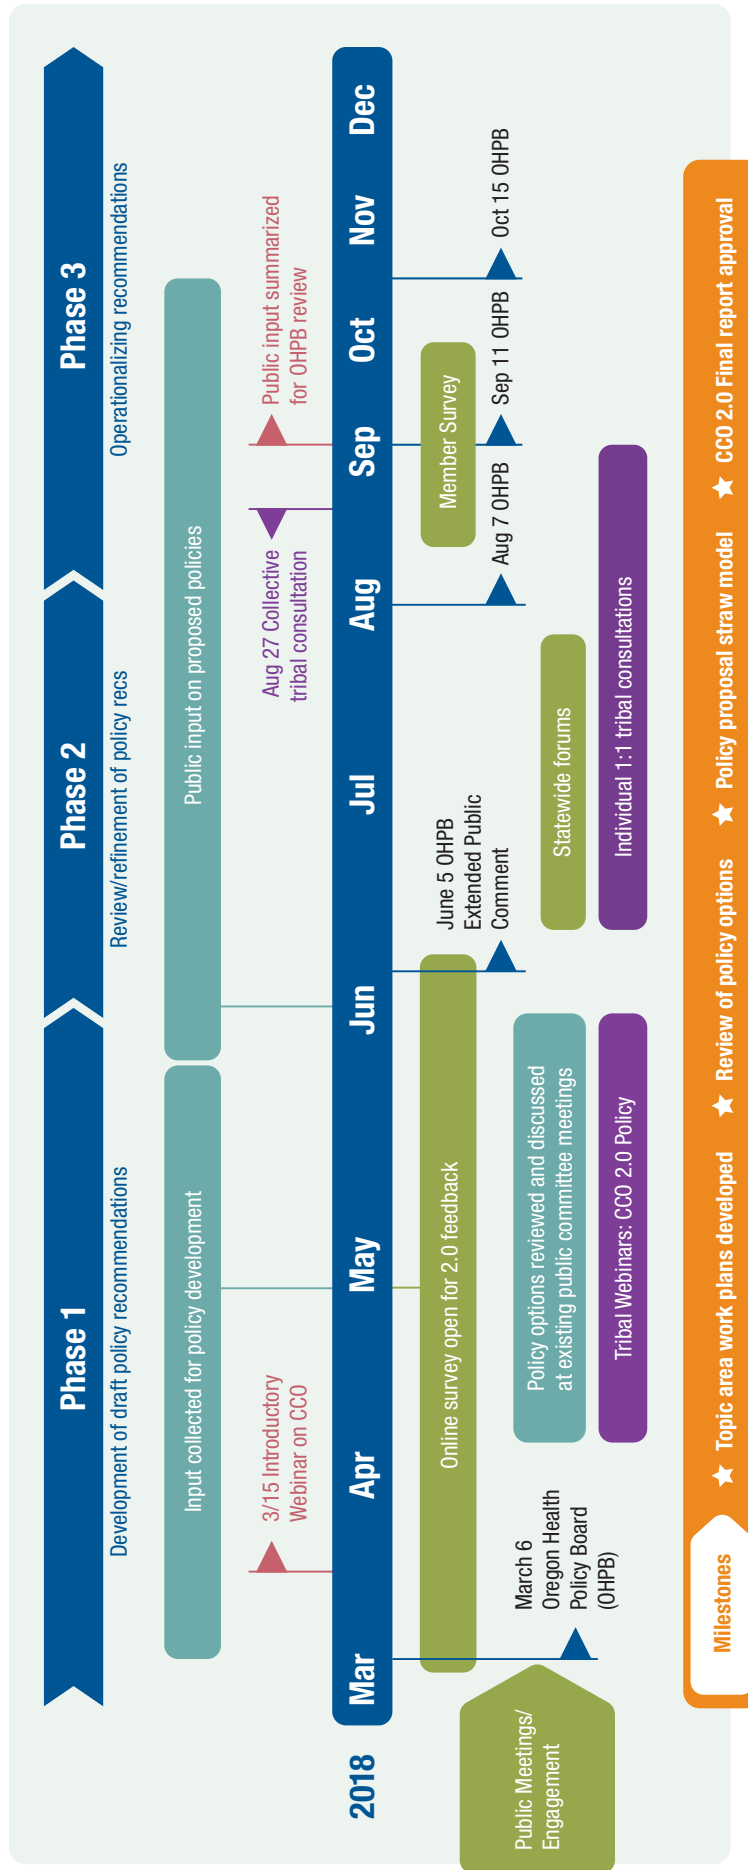 Phase 1
Phase 2
Phase 3
Development of draft policy recommendations
Review/refinement of policy recs
Operationalizing recommendations
Input collected for policy development
Public input on proposed policies
3/15 Introductory
Webinar on CCO
Aug 27 Collective
tribal consultation
Public input summarized
for OHPB review
2018
Mar
Apr
May
Jun
Jul
Aug
Sep
Oct
Nov
Dec
Public Meetings/
Engagement
Online survey open for 2.0 feedback
Member Survey
March 6
Oregon Health
Policy Board
(OHPB)
June 5 OHPB
Extended Public
Comment
Aug 7 OHPB
Sep 11 OHPB
Oct 15 OHPB
Policy options reviewed and discussed
at existing public committee meetings
Statewide forums
Tribal Webinars: CCO 2.0 Policy
Individual 1:1 tribal consultations
Milestones
Topic area work plans developed
Review of policy options
Policy proposal straw model
CCO 2.0 Final report approval